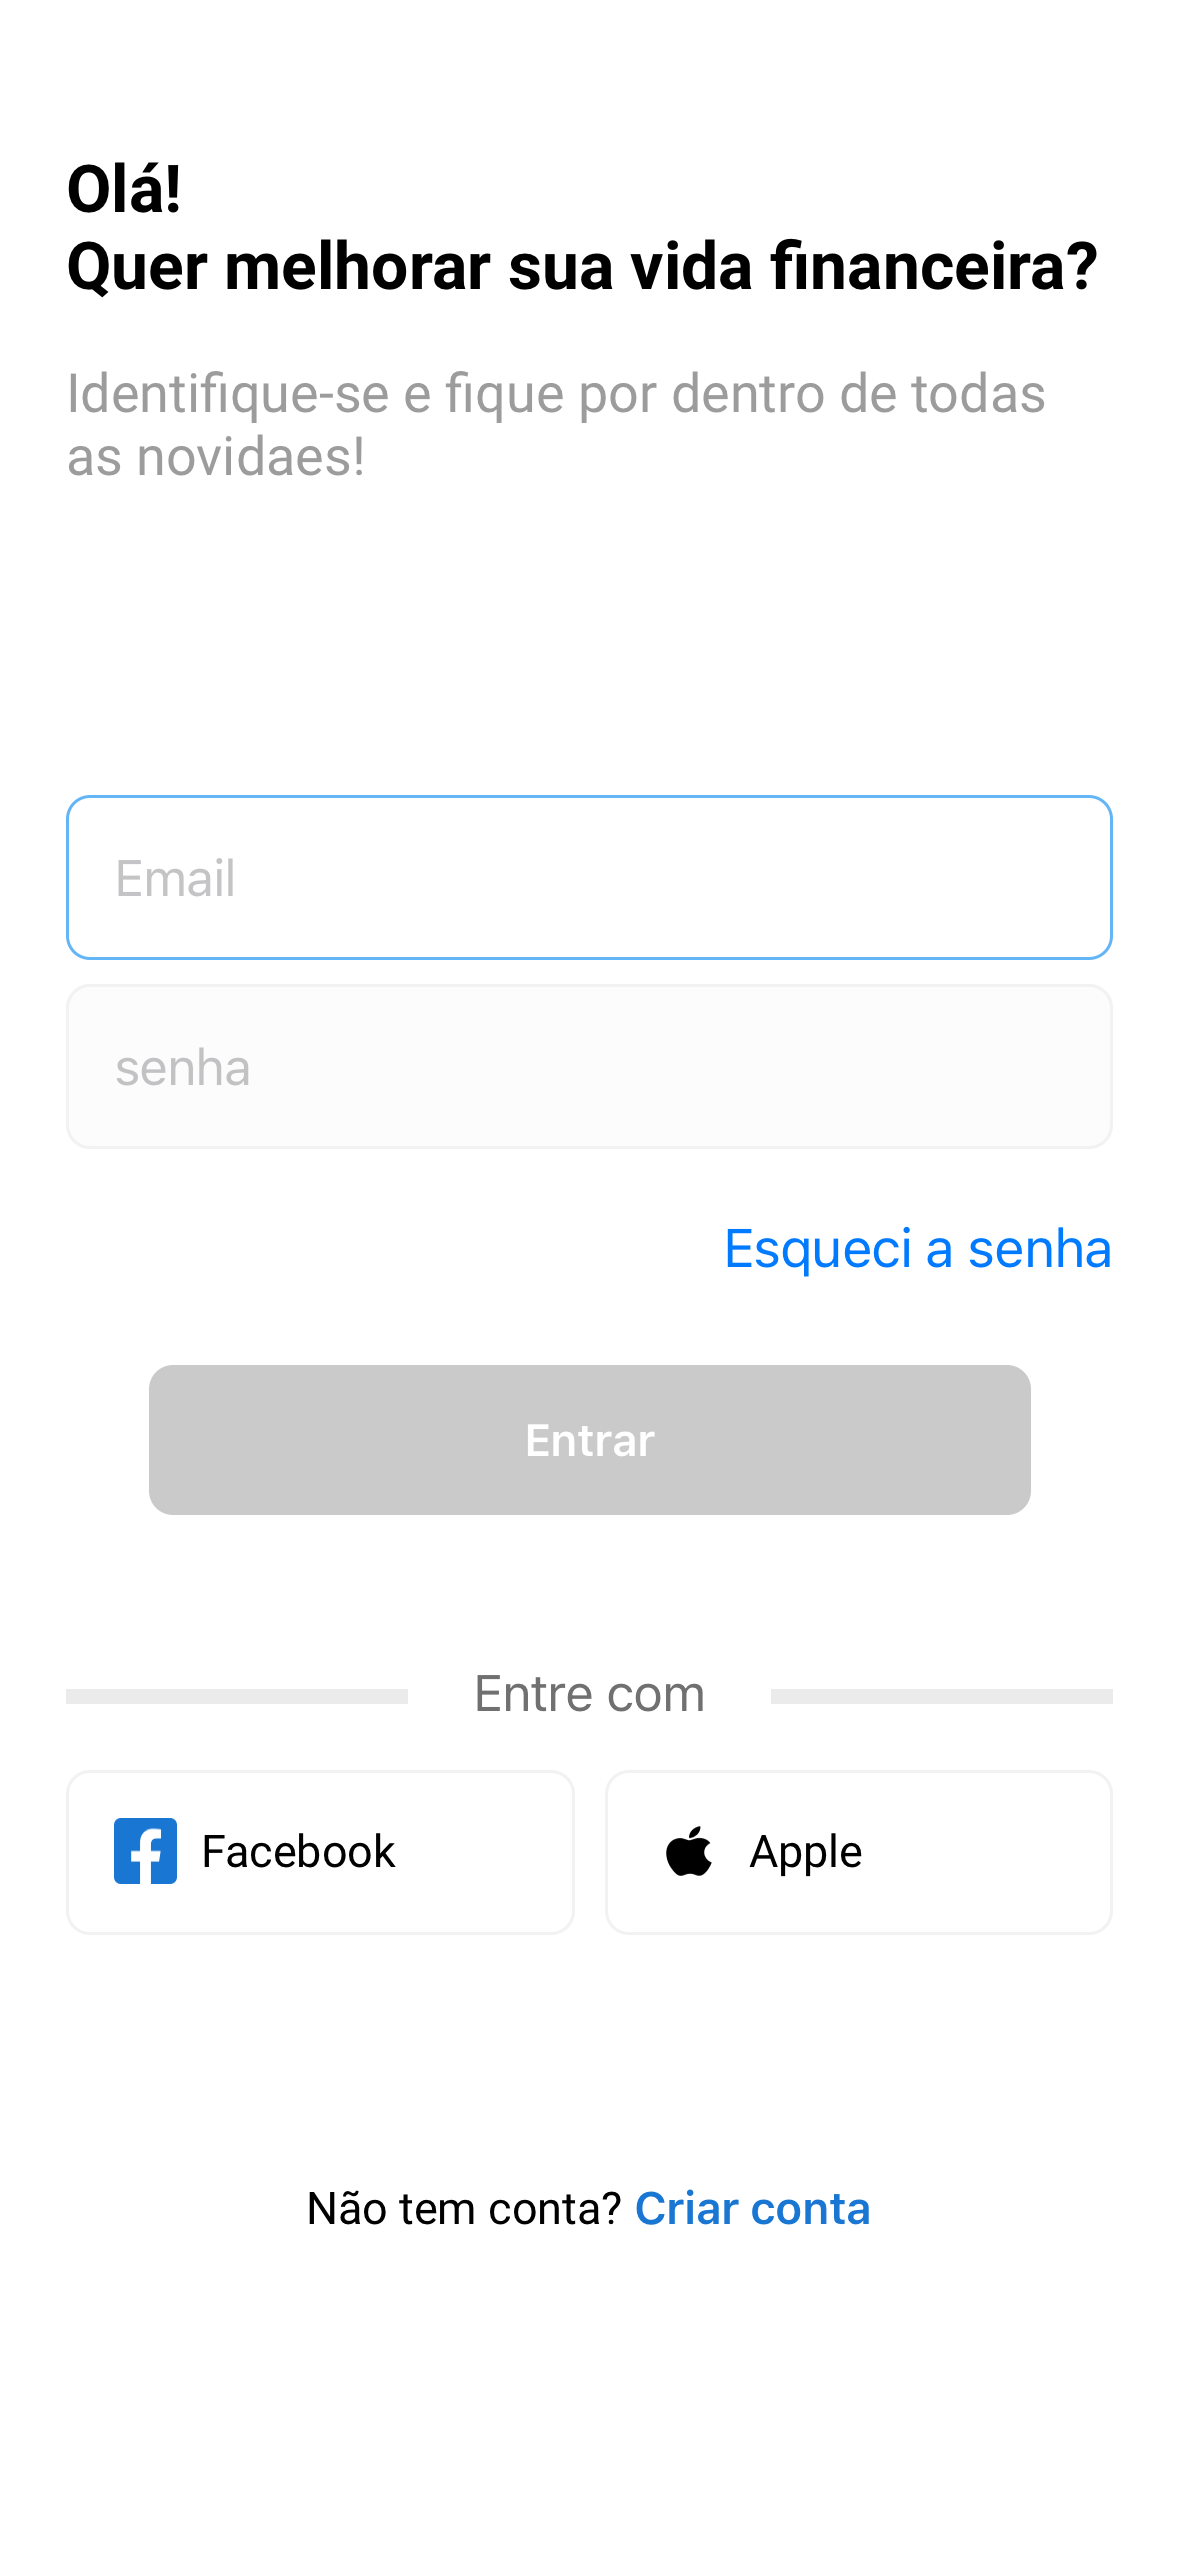 Olá!
Quer melhorar sua vida financeira?
Identifique-se e fique por dentro de todas
as novidaes!
Email
senha
Esqueci a senha
Entrar
Entre com
Facebook
Apple
Não tem conta? Criar conta